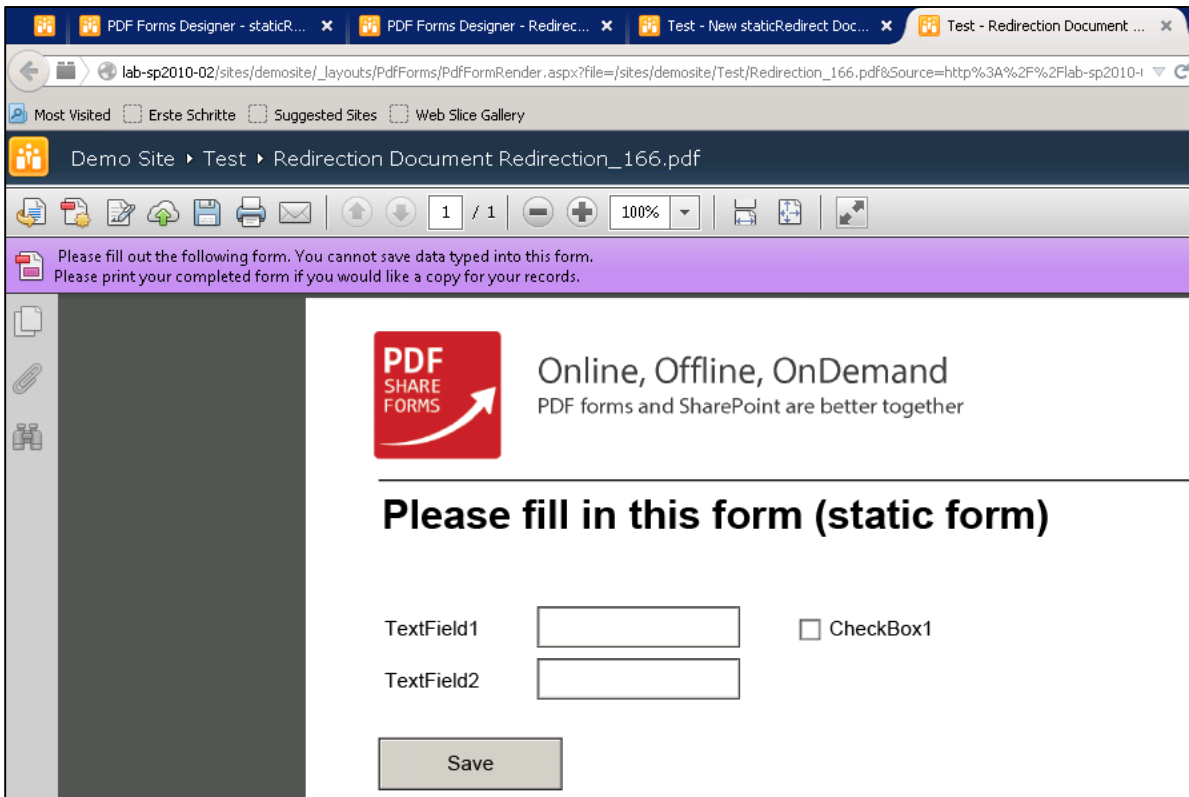 PDF Forms Designer - staticR... PDF Forms Designer - Redirec... Test - New staticRedirect Doc... Test - Redirection Document ...
lab-sp2010-02/sites/demosite/_layouts/PdfForms/PdfFormRender.aspx?file=/sites/demosite/Test/Redirection_166.pdf&Source=http%3A%2F%2Flab-sp2010-
Most Visited Erste Schritte Suggested Sites Web Slice Gallery
Demo Site Test Redirection Document Redirection_166.pdf
1 / 1 100%
Please fill out the following form. You cannot save data typed into this form.
Please print your completed form if you would like a copy for your records.
PDF
SHARE
FORMS
Online, Offline, OnDemand
PDF forms and SharePoint are better together
Please fill in this form (static form)
TextField1 CheckBox1
TextField2
Save